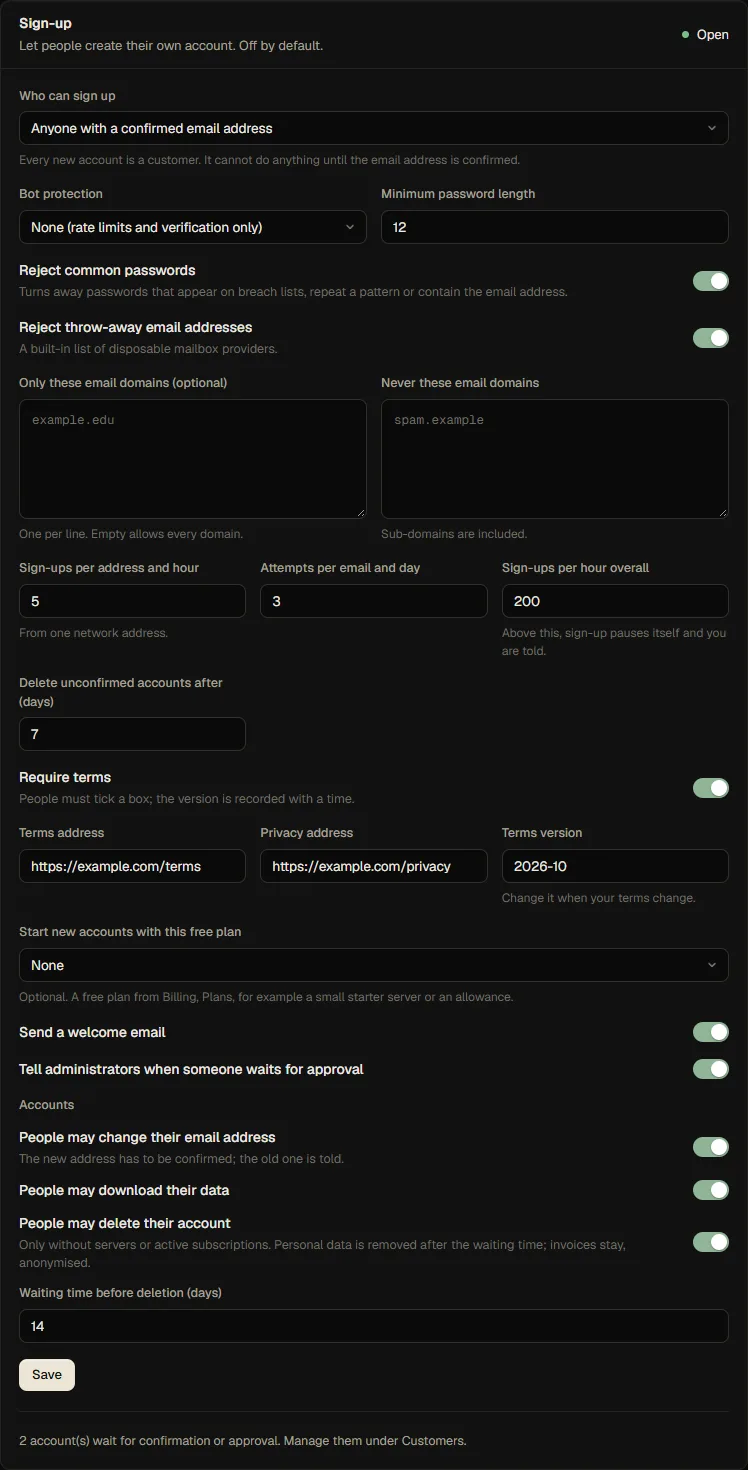 Sign-up
Let people create their own account. Off by default.
Open
Who can sign up
Anyone with a confirmed email address
Every new account is a customer. It cannot do anything until the email address is confirmed.
Bot protection
Minimum password length
None (rate limits and verification only)
12
Reject common passwords
Turns away passwords that appear on breach lists, repeat a pattern or contain the email address.
Reject throw-away email addresses
A built-in list of disposable mailbox providers.
Only these email domains (optional)
Never these email domains
example.edu
spam.example
One per line. Empty allows every domain.
Sub-domains are included.
Sign-ups per address and hour
Attempts per email and day
Sign-ups per hour overall
5
3
200
From one network address.
Above this, sign-up pauses itself and you
are told.
Delete unconfirmed accounts after
(days)
7
Require terms
People must tick a box; the version is recorded with a time.
Terms address
Privacy address
Terms version
https://example.com/terms
https://example.com/privacy
2026-10
Change it when your terms change.
Start new accounts with this free plan
None
Optional. A free plan from Billing, Plans, for example a small starter server or an allowance.
Send a welcome email
Tell administrators when someone waits for approval
Accounts
People may change their email address
The new address has to be confirmed; the old one is told.
People may download their data
People may delete their account
Only without servers or active subscriptions. Personal data is removed after the waiting time; invoices stay,
anonymised.
Waiting time before deletion (days)
14
Save
2 account(s) wait for confirmation or approval. Manage them under Customers.